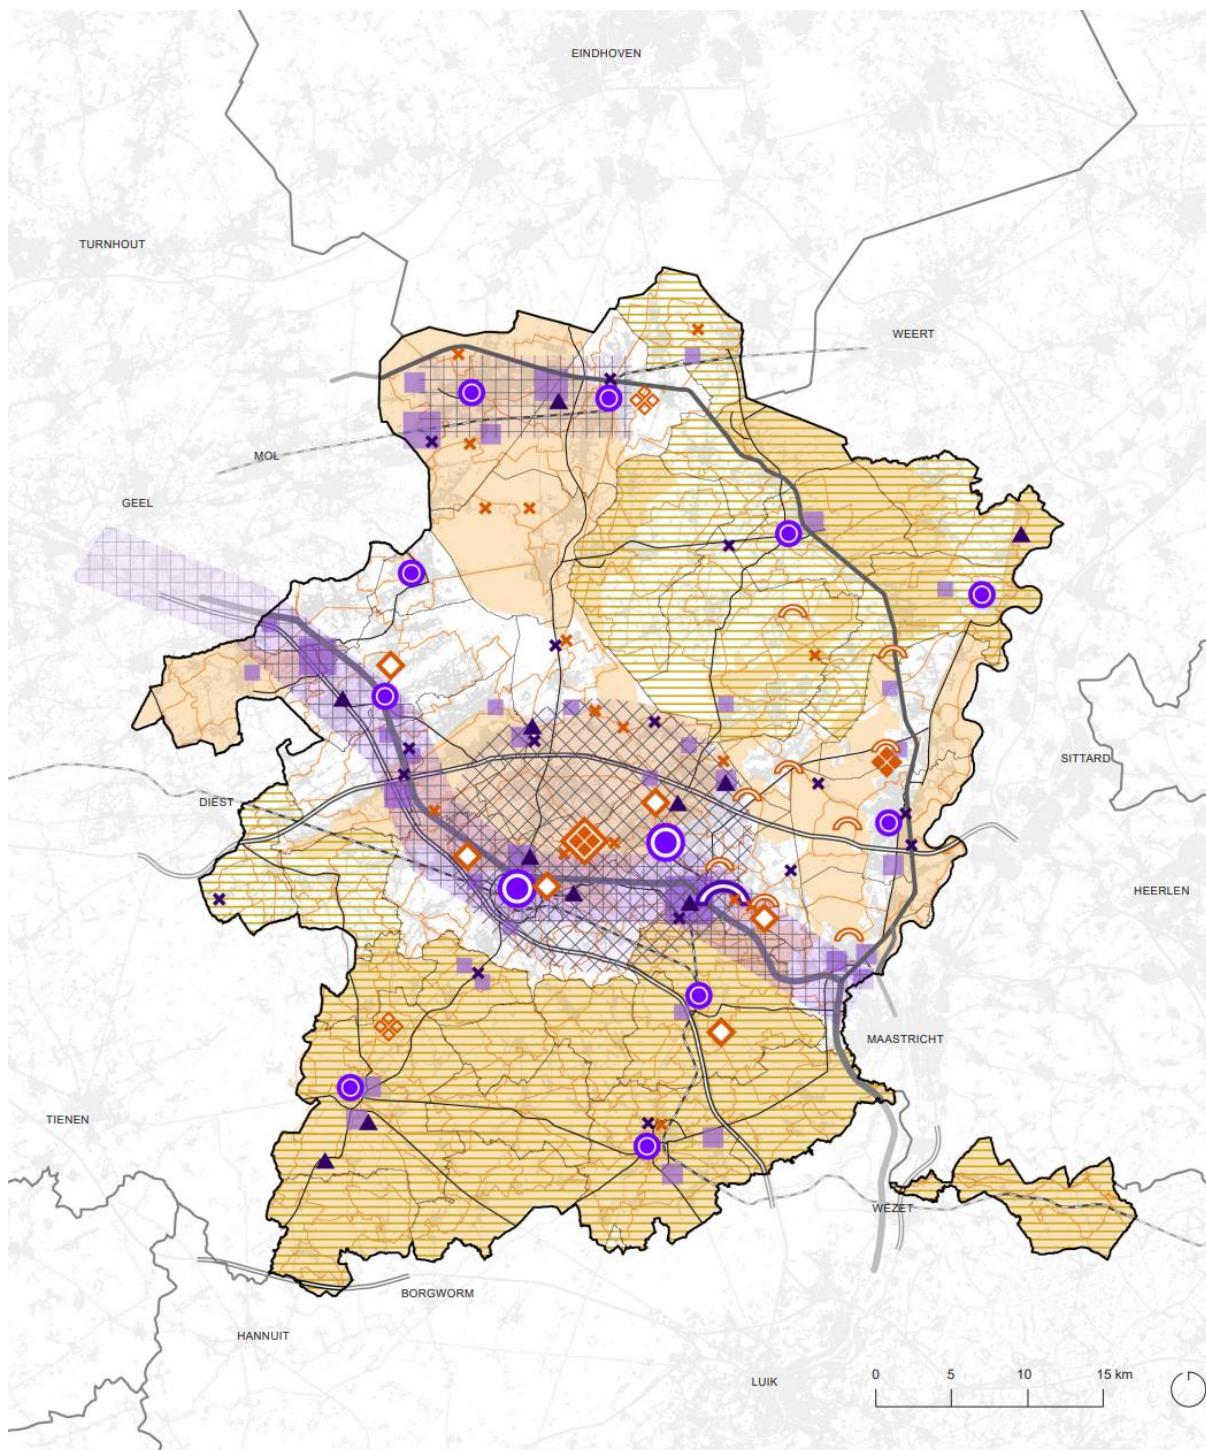 EINDHOVEN
TURNHOUT
WEERT
MOL
GEEL
SITTARD
DIEST
HEERLEN
MAASTRICHT
TIENEN
WEZET
BORGWORM
HANNUIT
LUIK
0 5 10 15 km